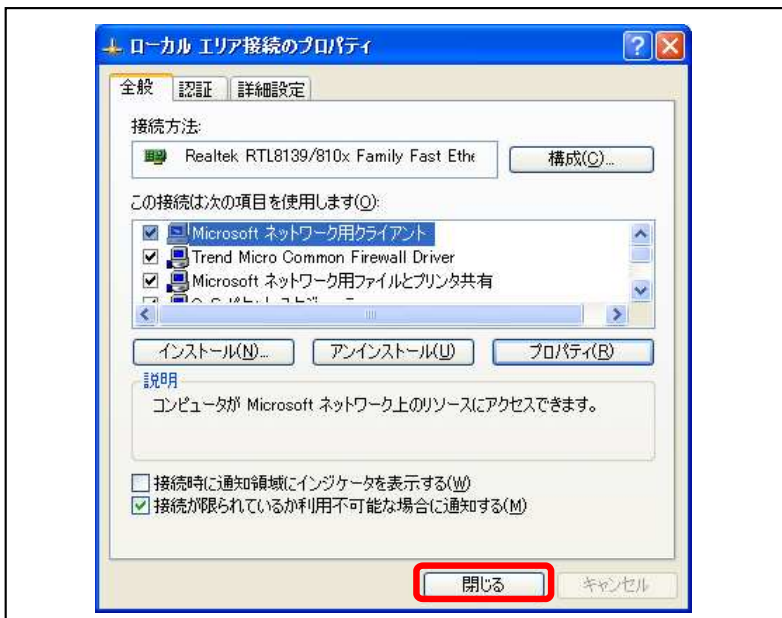 ローカル エリア接続のプロパティ
全般 認証 詳細設定
接続方法:
Realtek RTL8139/810x Family Fast Ethe 構成(C)...
この接続は次の項目を使用します(O):
Microsoft ネットワーク用クライアント
Trend Micro Common Firewall Driver
Microsoft ネットワーク用ファイルとプリンタ共有
インストール(N)... アンインストール(U) プロパティ(R)
説明
コンピュータが Microsoft ネットワーク上のリソースにアクセスできます。
接続時に通知領域にインジケータを表示する(W)
接続が限られているか利用不可能な場合に通知する(M)
閉じる キャンセル